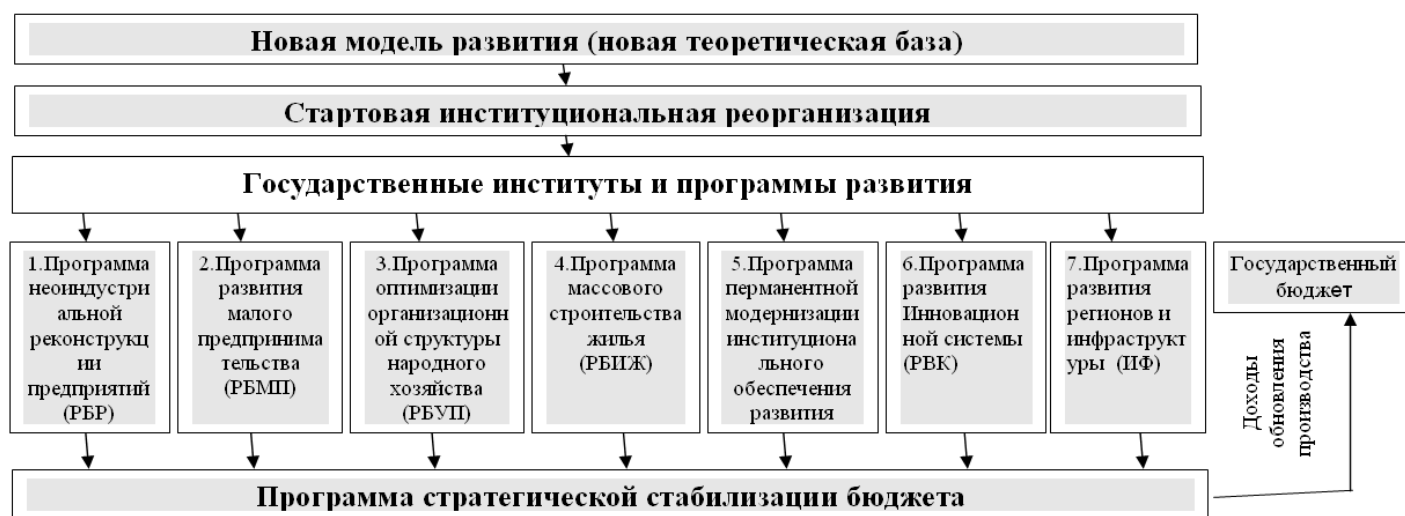 Новая модель развития (новая теоретическая база)
Стартовая институциональная реорганизация
Государственные институты и программы развития
1.Программа
неоиндустри
альной
реконструкц
ии
предприятий
(РБР)
2.Программа
развития
малого
предпринима
тельства
(РБМП)
3.Программа
оптимизации
организационн
ой структуры
народного
хозяйства
(РБУП)
4.Программа
массового
строительства
жилья
(РБИЖ)
5.Программа
перманентной
модернизации
институциона
льного
обеспечения
развития
6.Программа
развития
Инновацион
ной системы
(РВК)
7.Программа
развития
регионов и
инфраструкт
уры (ИФ)
Государственный
бюджет
Доходы
обновления
производства
Программа стратегической стабилизации бюджета